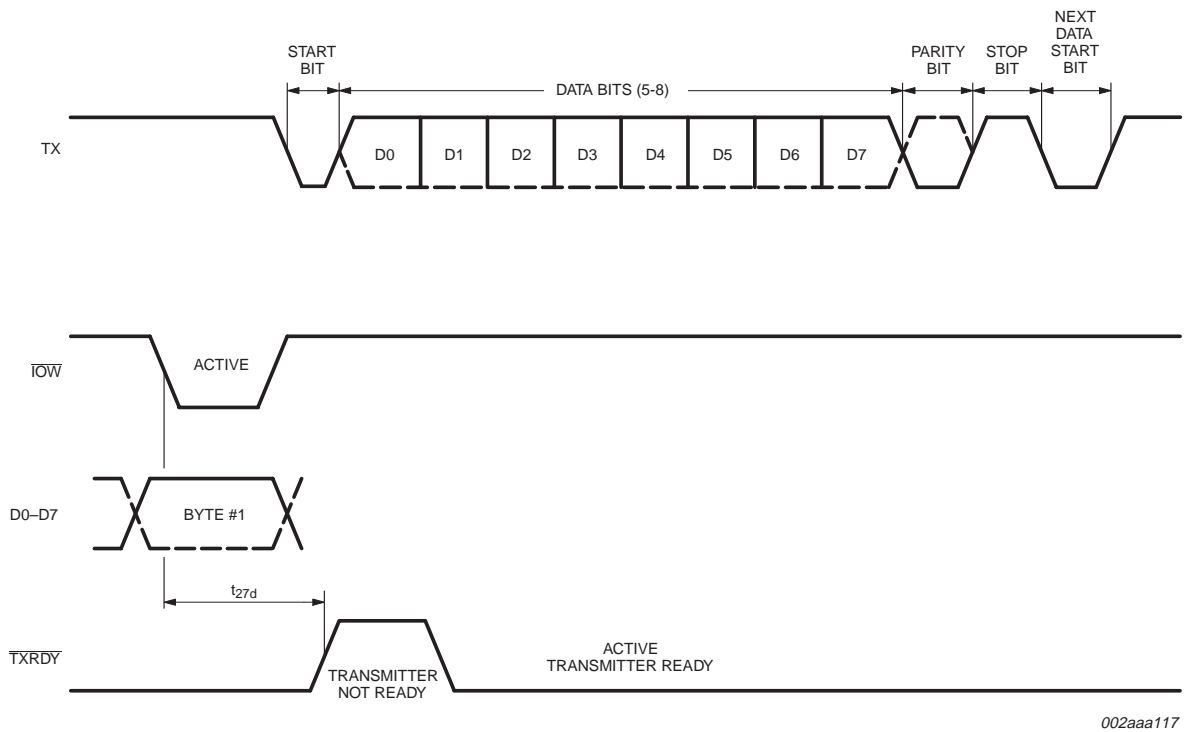 START
BIT
DATA BITS (5-8)
PARITY
BIT
STOP
BIT
NEXT
DATA
START
BIT
TX
D0
D1
D2
D3
D4
D5
D6
D7
IOW
ACTIVE
D0–D7
BYTE #1
t27d
TXRDY
TRANSMITTER
NOT READY
ACTIVE
TRANSMITTER READY
002aaa117